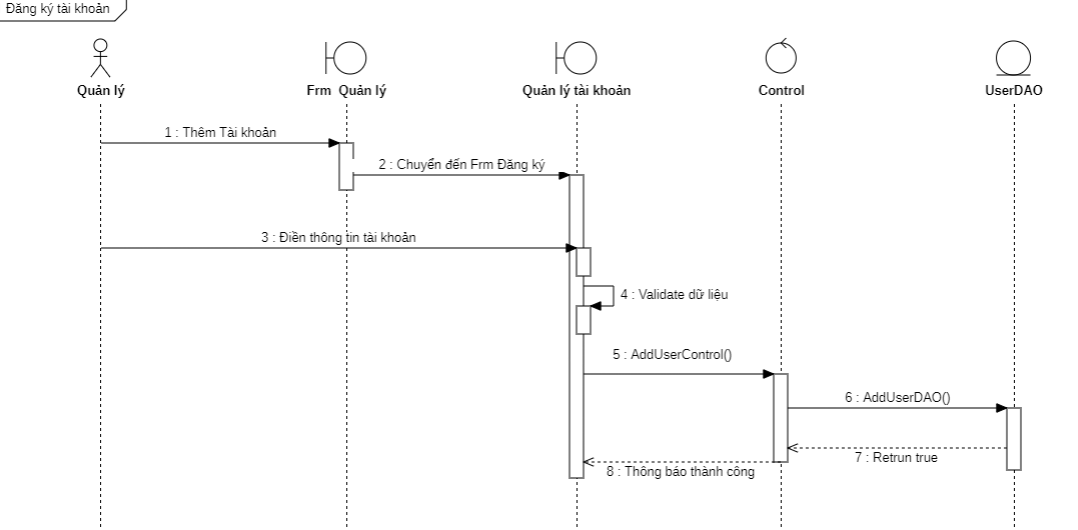 Đăng ký tài khoản
Quản lý
Frm Quản lý
Quản lý tài khoản
Control
UserDAO
1 : Thêm Tài khoản
2 : Chuyển đến Frm Đăng ký
3 : Điền thông tin tài khoản
4 : Validate dữ liệu
5 : AddUserControl()
6 : AddUserDAO()
7 : Retrun true
8 : Thông báo thành công